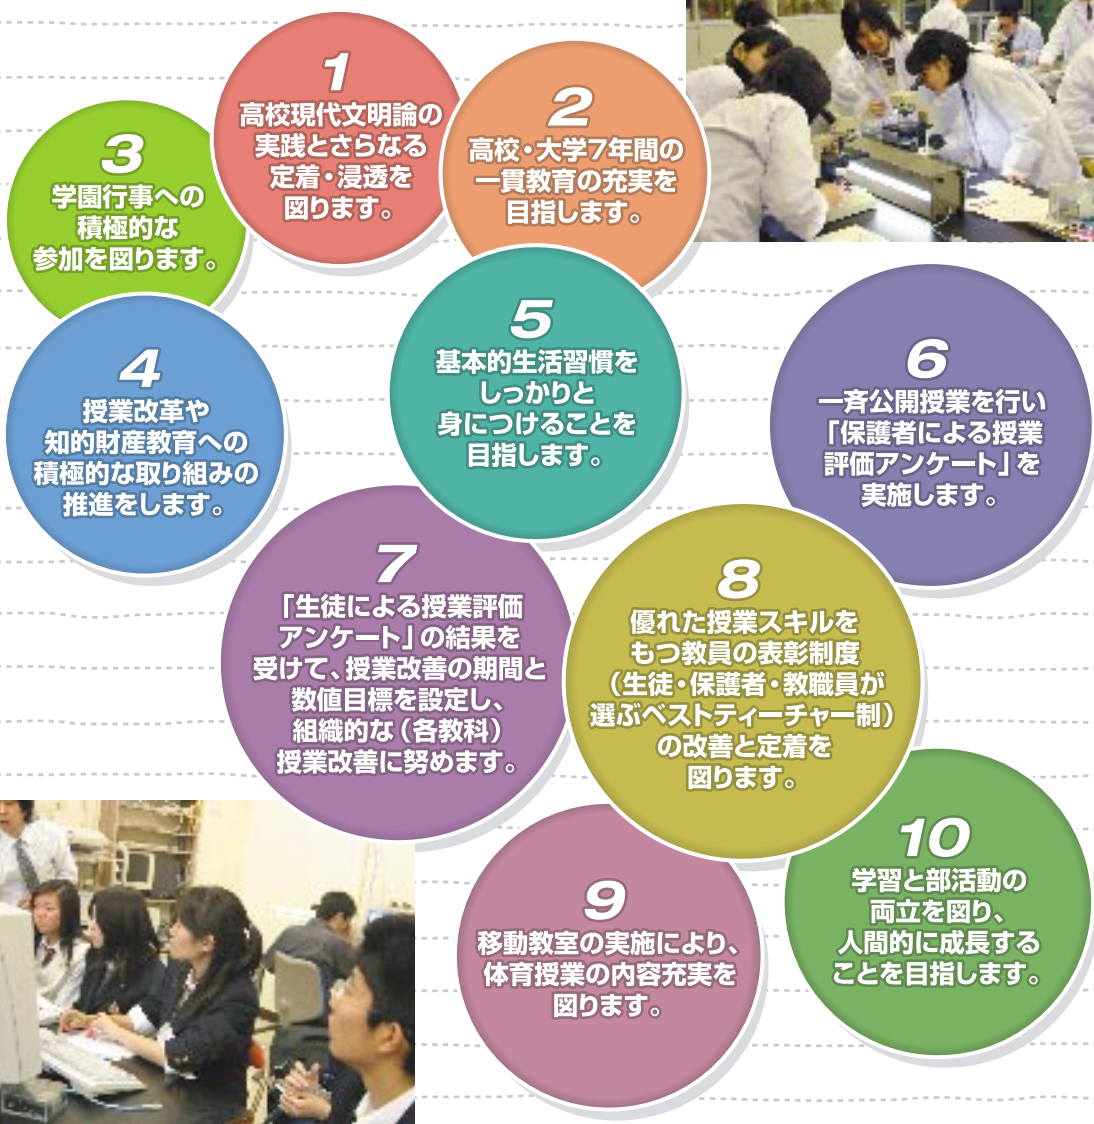 1
高校現代文明論の
実践とさらなる
定着・浸透を
図ります。
2
高校・大学7年間の
一貫教育の充実を
目指します。
3
学園行事への
積極的な
参加を図ります。
4
授業改革や
知的財産教育への
積極的な取り組みの
推進をします。
5
基本的生活習慣を
しっかりと
身につけることを
目指します。
6
一斉公開授業を行い
「保護者による授業
評価アンケート」を
実施します。
7
「生徒による授業評価
アンケート」の結果を
受けて、授業改善の期間と
数値目標を設定し、
組織的な（各教科）
授業改善に努めます。
8
優れた授業スキルを
もつ教員の表彰制度
（生徒・保護者・教職員が
選ぶベストティーチャー制）
の改善と定着を
図ります。
9
移動教室の実施により、
体育授業の内容充実を
図ります。
10
学習と部活動の
両立を図り、
人間的に成長する
ことを目指します。